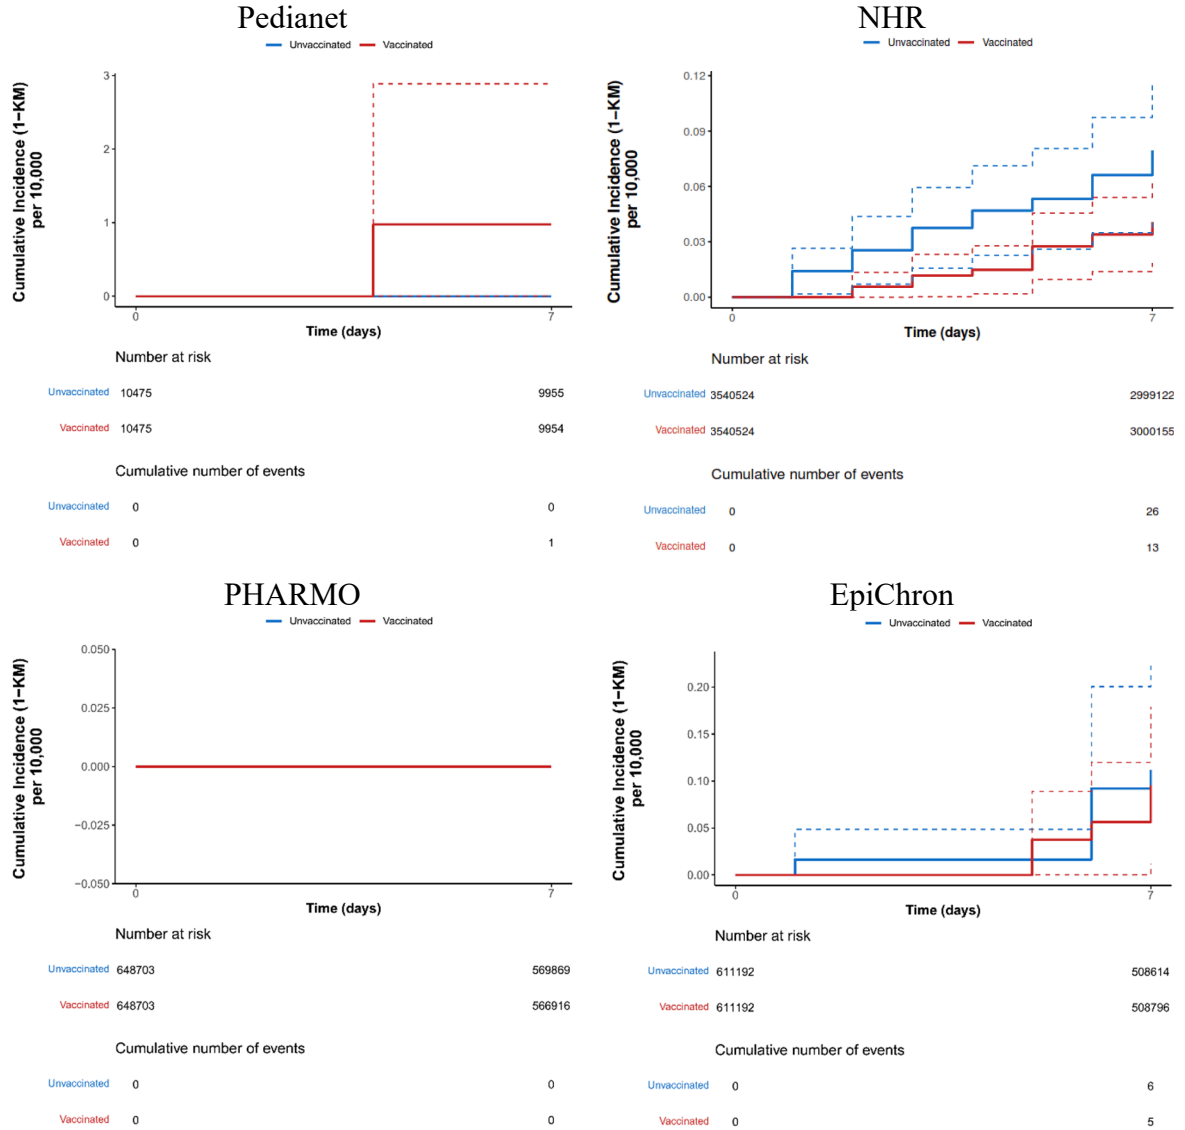 Pedianet
Unvaccinated Vaccinated
Cumulative Incidence (1−KM)
per 10,000
3
2
1
0
0 7
Time (days)
Number at risk
Unvaccinated 10475 9955
Vaccinated 10475 9954
Cumulative number of events
Unvaccinated 0 0
Vaccinated 0 1
NHR
Unvaccinated Vaccinated
Cumulative Incidence (1−KM)
per 10,000
0.12
0.09
0.06
0.03
0.00
0 7
Time (days)
Number at risk
Unvaccinated 3540524 2999122
Vaccinated 3540524 3000155
Cumulative number of events
Unvaccinated 0 26
Vaccinated 0 13
PHARMO
Unvaccinated Vaccinated
Cumulative Incidence (1−KM)
per 10,000
0.050
0.025
0.000
−0.025
−0.050
0 7
Time (days)
Number at risk
Unvaccinated 648703 569869
Vaccinated 648703 566916
Cumulative number of events
Unvaccinated 0 0
Vaccinated 0 0
EpiChron
Unvaccinated Vaccinated
Cumulative Incidence (1−KM)
per 10,000
0.20
0.15
0.10
0.05
0.00
0 7
Time (days)
Number at risk
Unvaccinated 611192 508614
Vaccinated 611192 508796
Cumulative number of events
Unvaccinated 0 6
Vaccinated 0 5